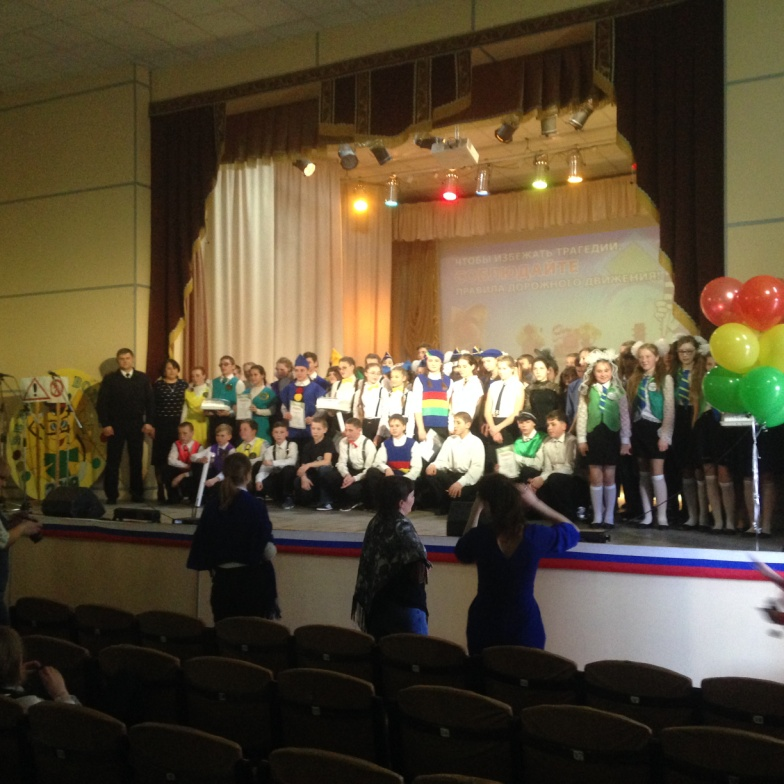 ЧТОБЫ ИЗБЕЖАТЬ ТРАГЕДИИ,
СОБЛЮДАЙТЕ
ПРАВИЛА ДОРОЖНОГО ДВИЖЕНИЯ